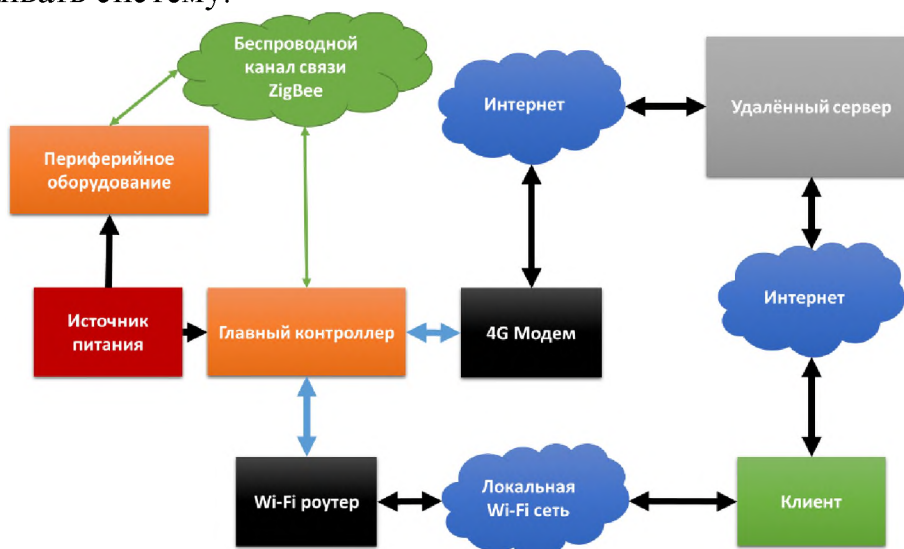 систему.
Беспроводной
канал связи
ZigBee
Интернет
Удалённый сервер
Периферийное
оборудование
Источник
питания
Главный контроллер
4G Модем
Интернет
Wi-Fi роутер
Локальная
Wi-Fi сеть
Клиент